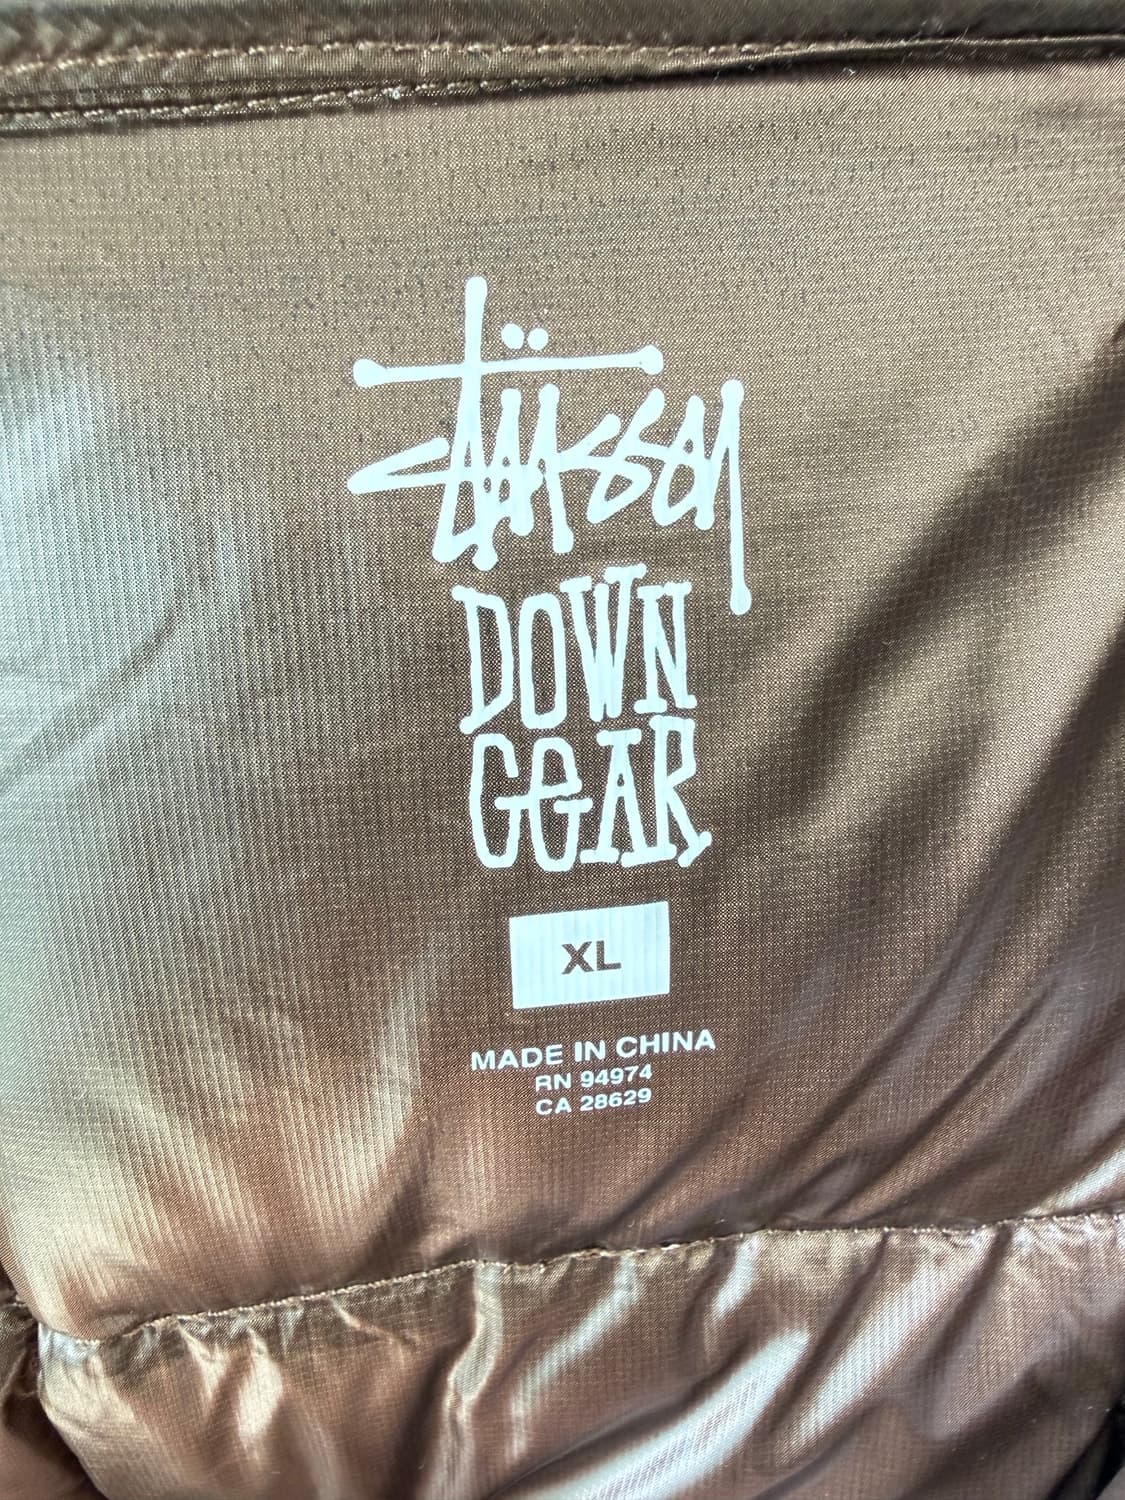 Stüssy
DOWN
GEAR
XL
MADE IN CHINA
RN 94974
CA 28629